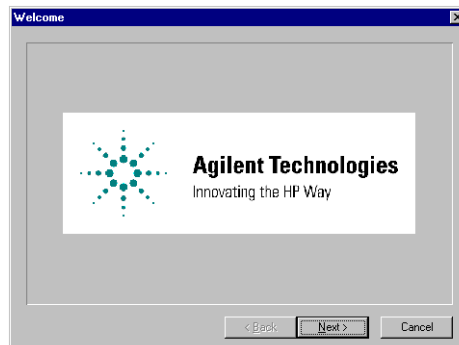 Welcome
Agilent Technologies
Innovating the HP Way
< Back Next > Cancel